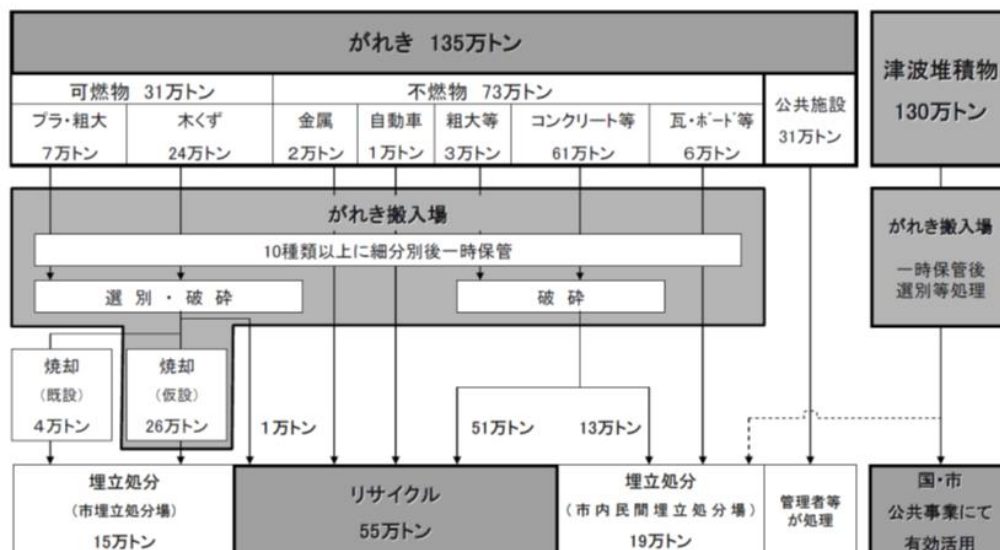 がれき 135万トン
津波堆積物
130万トン
可燃物 31万トン
不燃物 73万トン
公共施設
31万トン
プラ・粗大
7万トン
木くず
24万トン
金属
2万トン
自動車
1万トン
粗大等
3万トン
コンクリート等
61万トン
瓦・ボード等
6万トン
がれき搬入場
10種類以上に細分別後一時保管
選別・破砕
破砕
がれき搬入場
一時保管後
選別等処理
焼却
(既設)
4万トン
焼却
(仮設)
26万トン
1万トン
51万トン
13万トン
埋立処分
(市埋立処分場)
15万トン
リサイクル
55万トン
埋立処分
(市内民間埋立処分場)
19万トン
管理者等
が処理
国・市
公共事業にて
有効活用